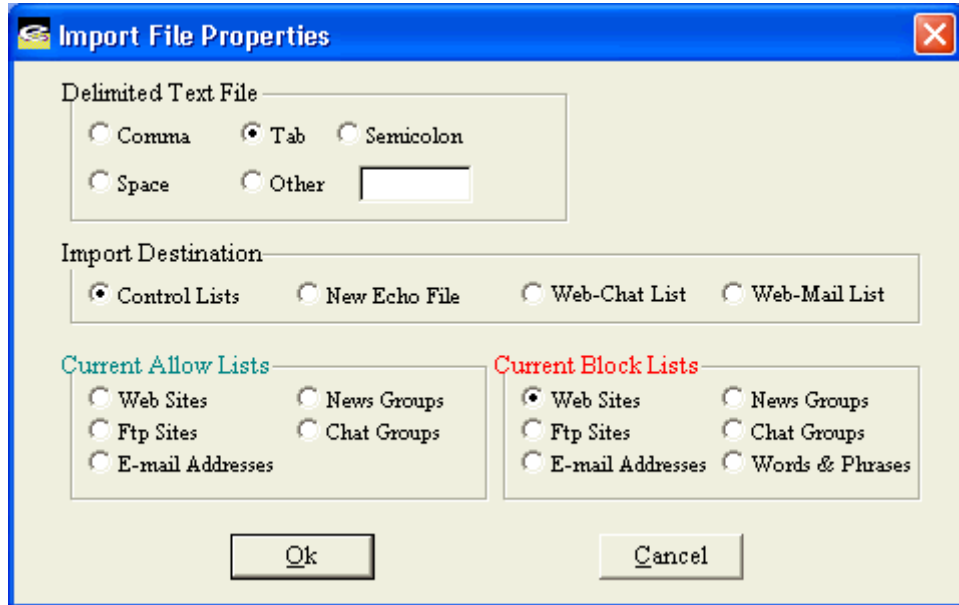 Import File Properties
Delimited Text File
Comma Tab Semicolon
Space Other
Import Destination
Control Lists New Echo File Web-Chat List Web-Mail List
Current Allow Lists
Web Sites News Groups
Ftp Sites Chat Groups
E-mail Addresses
Current Block Lists
Web Sites News Groups
Ftp Sites Chat Groups
E-mail Addresses Words & Phrases
Ok Cancel